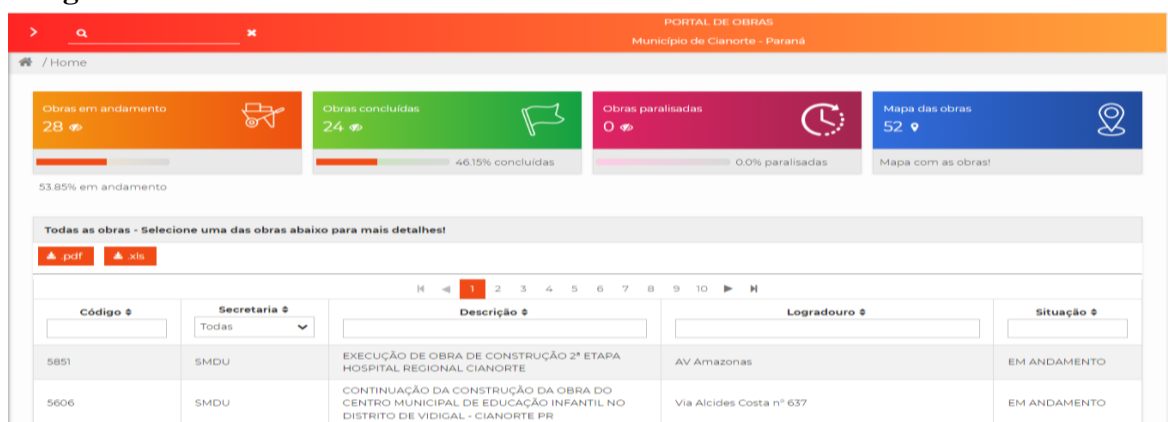 PORTAL DE OBRAS
Município de Cianorte - Paraná
/ Home
Obras em andamento
28
Obras concluídas
24
Obras paralisadas
0
Mapa das obras
52
46.15% concluídas
0.0% paralisadas
Mapa com as obras!
53.85% em andamento
Todas as obras - Selecione uma das obras abaixo para mais detalhes!
.pdf .xls
1 2 3 4 5 6 7 8 9 10
Código Secretaria Descrição Logradouro Situação
Todas
5851 SMDU EXECUÇÃO DE OBRA DE CONSTRUÇÃO 2ª ETAPA HOSPITAL REGIONAL CIANORTE AV Amazonas EM ANDAMENTO
5606 SMDU CONTINUAÇÃO DA CONSTRUÇÃO DA OBRA DO CENTRO MUNICIPAL DE EDUCAÇÃO INFANTIL NO DISTRITO DE VIDIGAL - CIANORTE PR Via Alcides Costa nº 637 EM ANDAMENTO